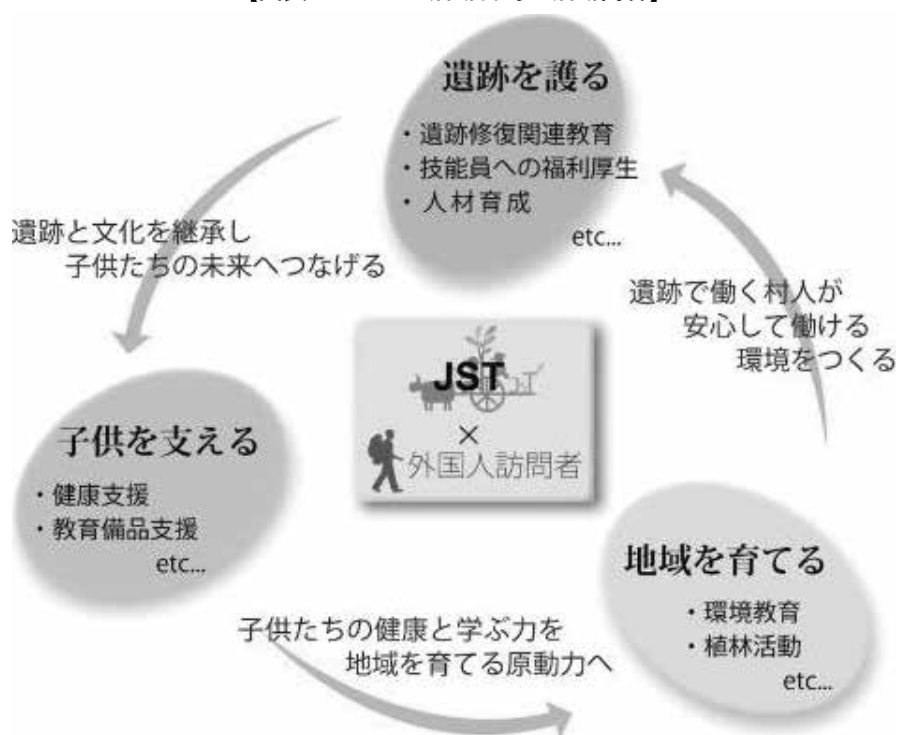 遺跡を護る
・遺跡修復関連教育
・技能員への福利厚生
・人材育成
etc...
遺跡と文化を継承し
子供たちの未来へつなげる
遺跡で働く村人が
安心して働ける
環境をつくる
JST
×
外国人訪問者
子供を支える
・健康支援
・教育備品支援
etc...
地域を育てる
・環境教育
・植林活動
etc...
子供たちの健康と学ぶ力を
地域を育てる原動力へ